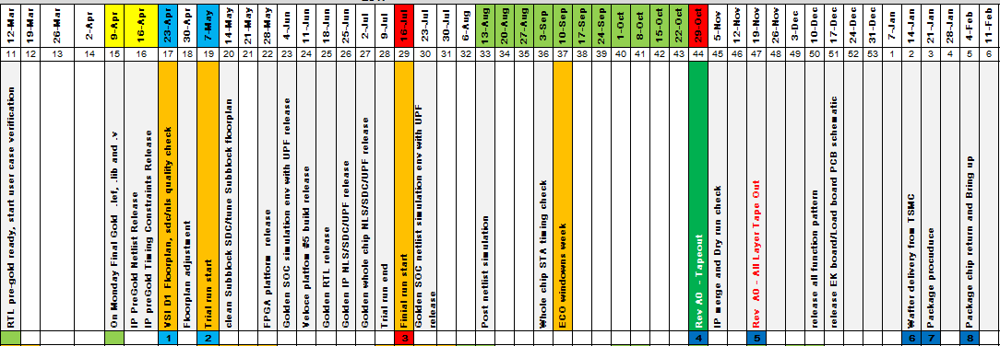 12-Mar 19-Mar 26-Mar 2-Apr 9-Apr 16-Apr 23-Apr 30-Apr 7-May 14-May 21-May 28-May 4-Jun 11-Jun 18-Jun 25-Jun 2-Jul 9-Jul 16-Jul 23-Jul 30-Jul 6-Aug 13-Aug 20-Aug 27-Aug 3-Sep 10-Sep 17-Sep 24-Sep 1-Oct 8-Oct 15-Oct 22-Oct 29-Oct 5-Nov 12-Nov 19-Nov 26-Nov 3-Dec 10-Dec 17-Dec 24-Dec 31-Dec 7-Jan 14-Jan 21-Jan 28-Jan 4-Feb 11-Feb
11 12 13 14 15 16 17 18 19 20 21 22 23 24 25 26 27 28 29 30 31 32 33 34 35 36 37 38 39 40 41 42 43 44 45 46 47 48 49 50 51 52 53 1 2 3 4 5 6
RTL pre-gold ready, start user case verification
On Monday Final Gold .lef, .lib and .v
IP PreGold Netlist Release
IP preGold Timing Constraints Release
VSI D1 Floorplan, sdc/nls quality check
Floorplan adjustment
Trial run start
clean Subblock SDC/tune Subblock floorplan
FPGA platform release
Golden SOC simulation env with UPF release
Veloce platfom #5 build release
Golden RTL release
Golden IP NLS/SDC/UPF release
Golden whole chip NLS/SDC/UPF release
Trial run end
Finial run start
Golden SOC netlist simulation env with UPF
release
Post netlist simulation
Whole chip STA timing check
ECO windowns week
Rev A0 - Tapeout
IP merge and Dry run check
Rev A0 - All Layer Tape Out
release all function pattern
release EK board/Load board PCB schematic
Waffer delivery from TSMC
Package proceduce
Package chip return and Bring up
1 2 3 4 5 6 7 8